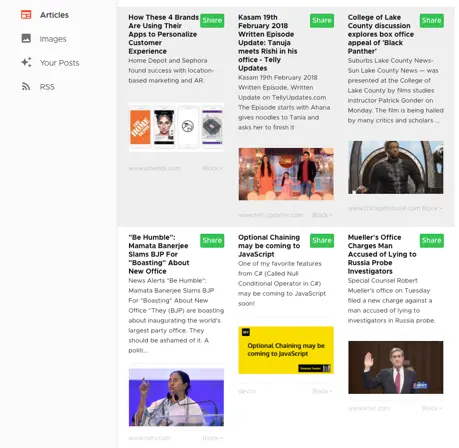 Articles
Images
Your Posts
RSS
How These 4 Brands
Are Using Their
Apps to Personalize
Customer
Experience
Share
Home Depot and Sephora
found success with location-
based marketing and AR.
www.adweek.com Block
Kasam 19th
February 2018
Written Episode
Update: Tanuja
meets Rishi in his
office - Telly
Updates
Share
Kasam 19th February 2018
Written Episode, Written
Update on TellyUpdates.com
The Episode starts with Ahana
gives noodles to Tania and
asks her to finish it
www.tellyupdates.com Block
College of Lake
County discussion
explores box office
appeal of 'Black
Panther'
Share
Suburbs Lake County News-
Sun Lake County News — was
presented at the College of
Lake County by films studies
instructor Patrick Gonder on
Monday. The film is being hailed
by many critics and scholars ...
www.chicagotribune.com Block
"Be Humble":
Mamata Banerjee
Slams BJP For
"Boasting" About
New Office
Share
News Alerts "Be Humble":
Mamata Banerjee Slams BJP
For "Boasting" About New
Office "They (BJP) are boasting
about inaugurating the world's
largest party office. They
should be ashamed of it. A
politi...
www.ndtv.com Block
Optional Chaining
may be coming to
JavaScript
Share
One of my favorite features
from C# (Called Null
Conditional Operator in C#)
may be coming to JavaScript
soon!
Optional Chaining may be
coming to JavaScript
dev.to Block
Mueller's Office
Charges Man
Accused of Lying to
Russia Probe
Investigators
Share
Special Counsel Robert
Mueller's office on Tuesday
filed a new charge against a
man accused of lying to
investigators in Russia probe.
www.ktvn.com Block